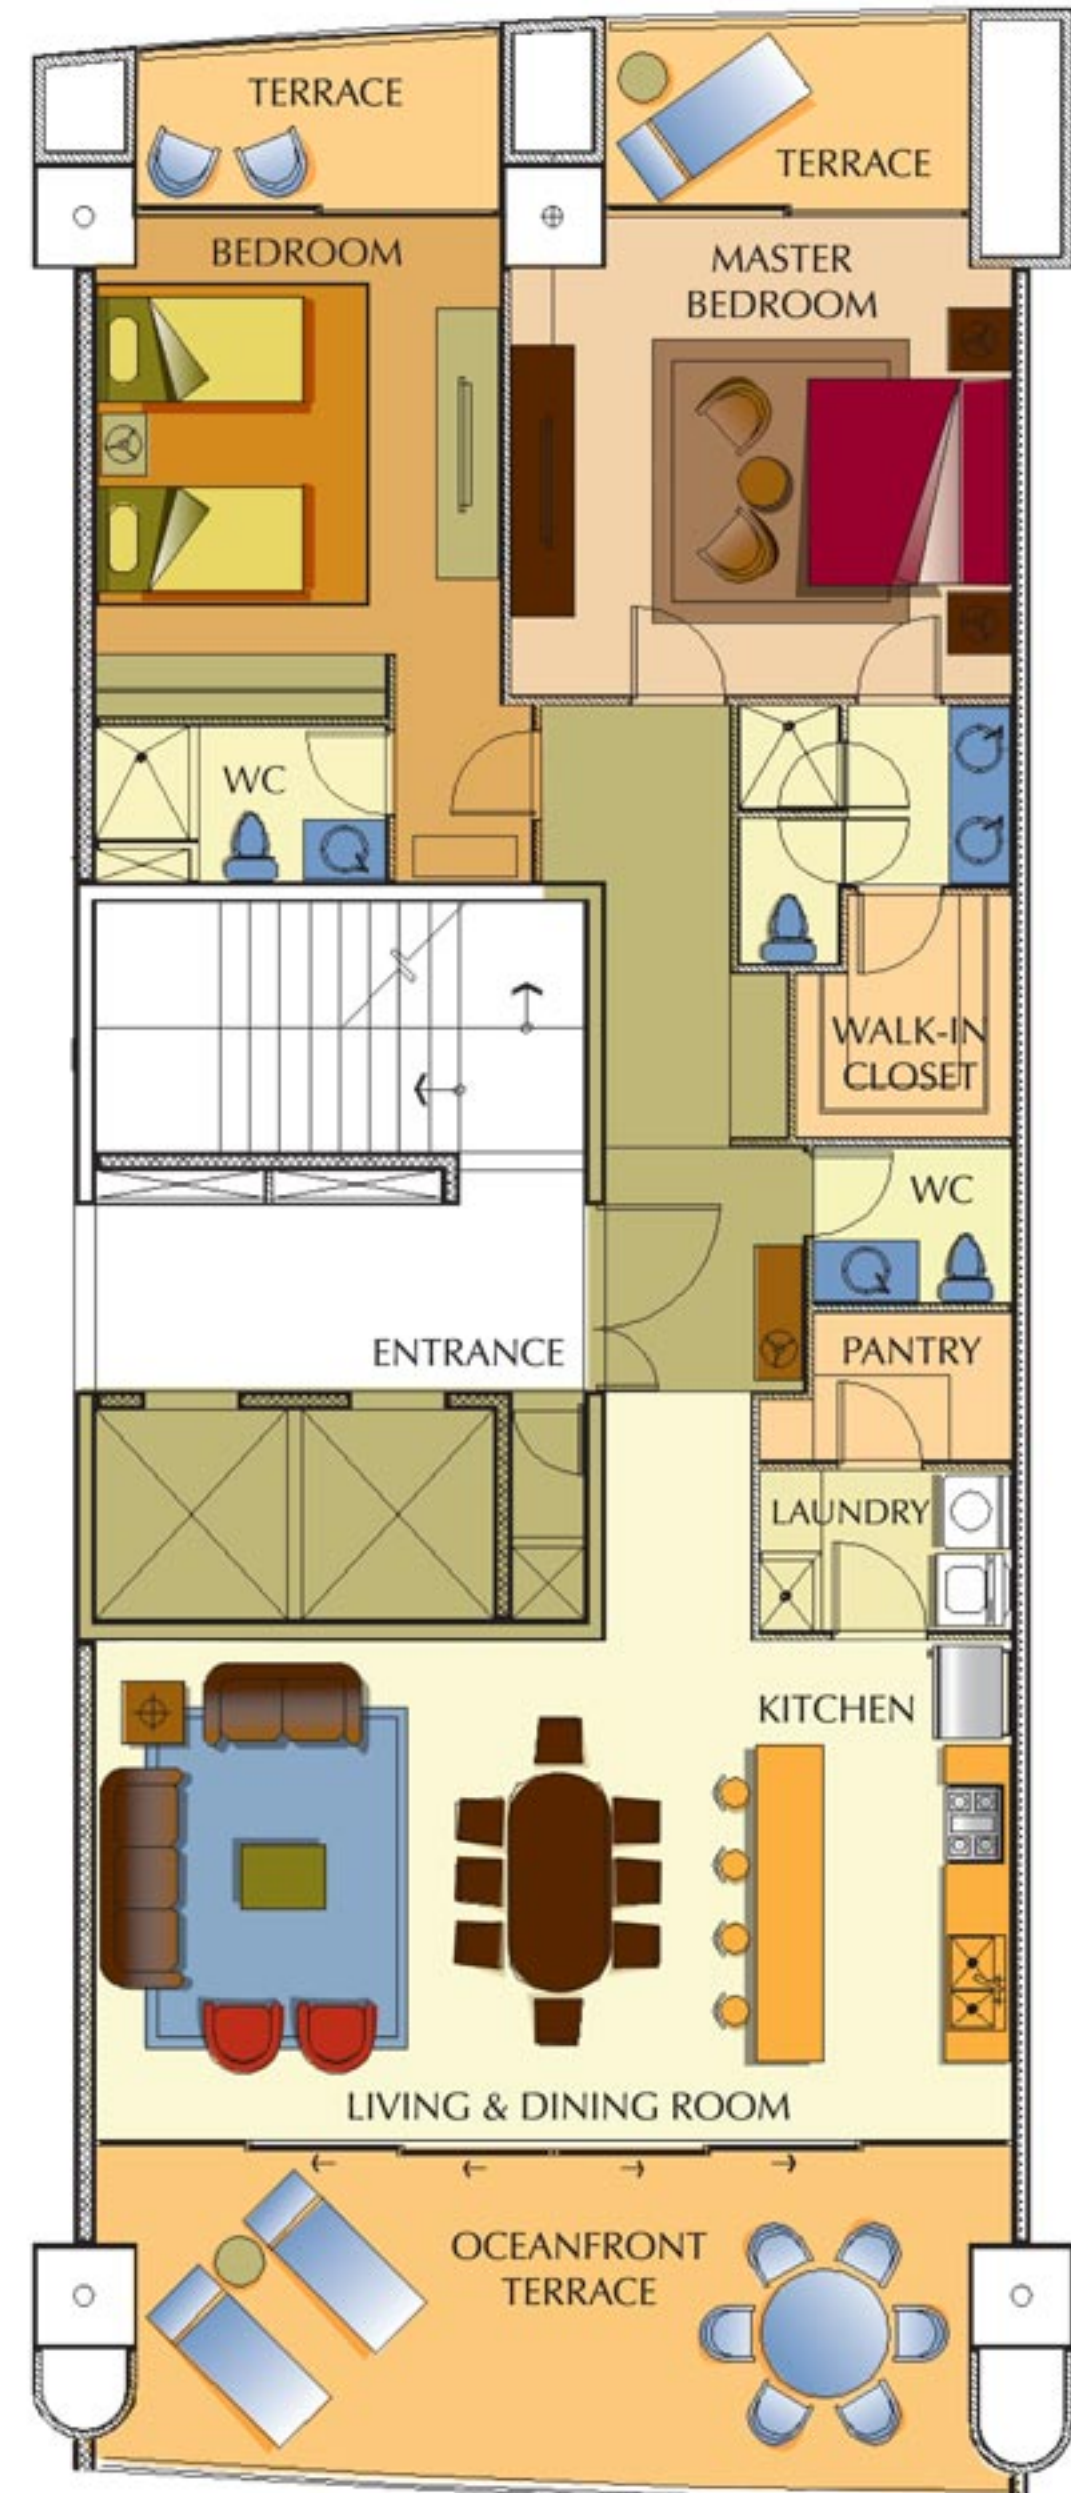 TERRACE
TERRACE
BEDROOM
MASTER
BEDROOM
WC
WALK-IN
CLOSET
WC
ENTRANCE
PANTRY
LAUNDRY
KITCHEN
LIVING & DINING ROOM
OCEANFRONT
TERRACE